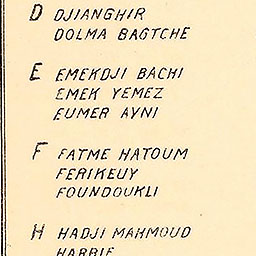 D DJIANGHIR
DOLMA BAGTCHE
E EMEKDJI BACHI
EMEK YEMEZ
EUMER AYNI
F FATME HATOUM
FERIKEUY
FOUNDOUKLI
H HADJI MAHMOUD
HARBIE